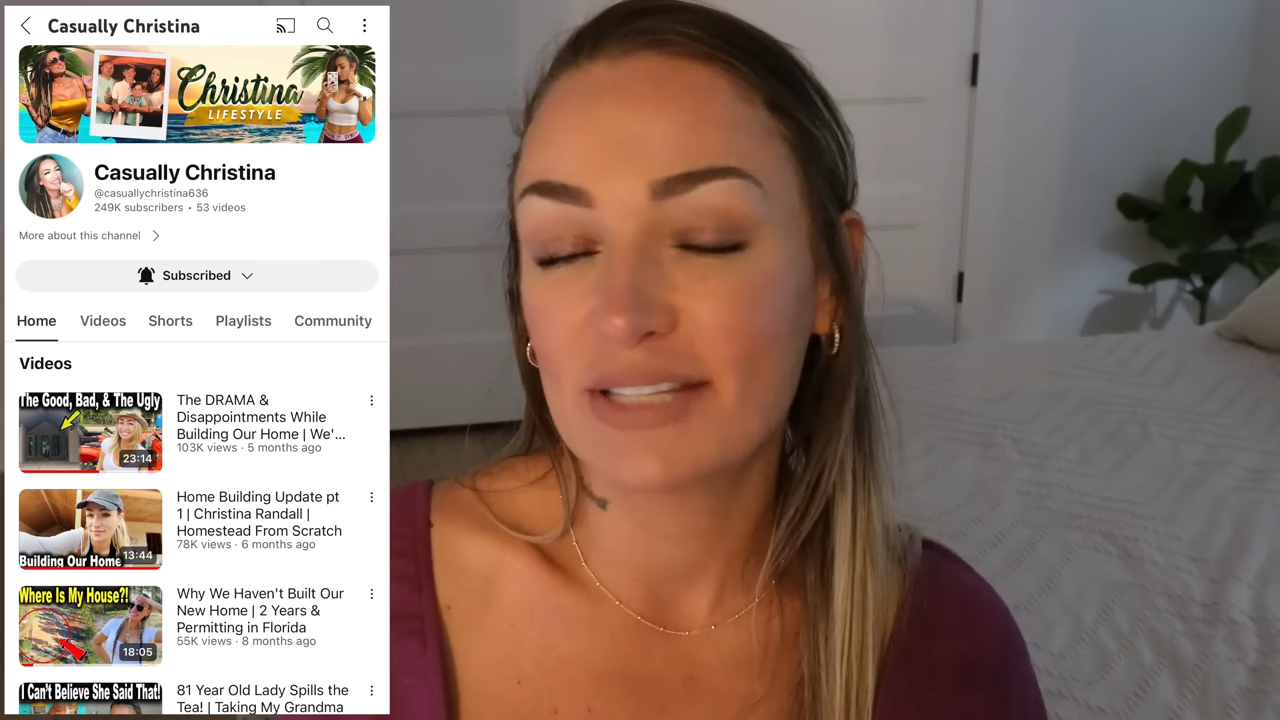 Casually Christina
Christina
LIFESTYLE
Casually Christina
@casuallychristina636
249K subscribers • 53 videos
More about this channel
Subscribed
Home Videos Shorts Playlists Community
Videos
The Good, Bad, & The Ugly
23:14
The DRAMA &
Disappointments While
Building Our Home | We'...
103K views · 5 months ago
Building Our Home
13:44
Home Building Update pt
1 | Christina Randall |
Homestead From Scratch
78K views · 6 months ago
Where Is My House?!
18:05
Why We Haven't Built Our
New Home | 2 Years &
Permitting in Florida
55K views · 8 months ago
I Can't Believe She Said That!
81 Year Old Lady Spills the
Tea! | Taking My Grandma